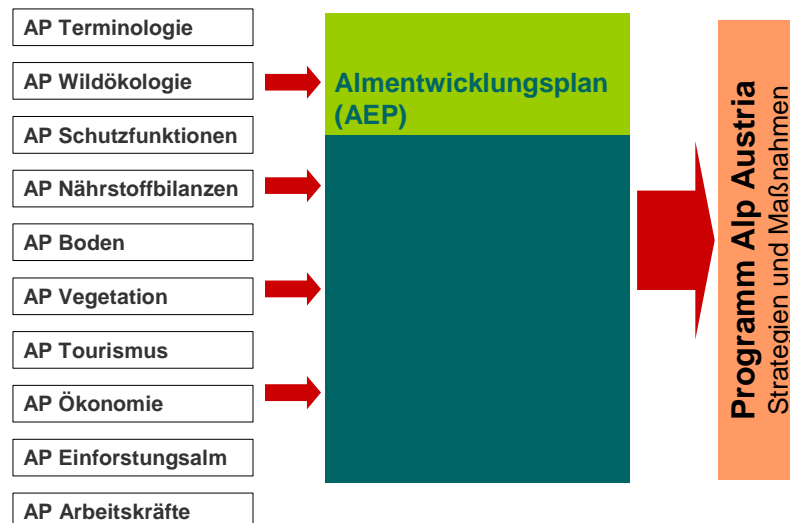 AP Terminologie
AP Wildökologie
AP Schutzfunktionen
AP Nährstoffbilanzen
AP Boden
AP Vegetation
AP Tourismus
AP Ökonomie
AP Einforstungsalm
AP Arbeitskräfte
Almentwicklungsplan
(AEP)
Programm Alp Austria
Strategien und Maßnahmen